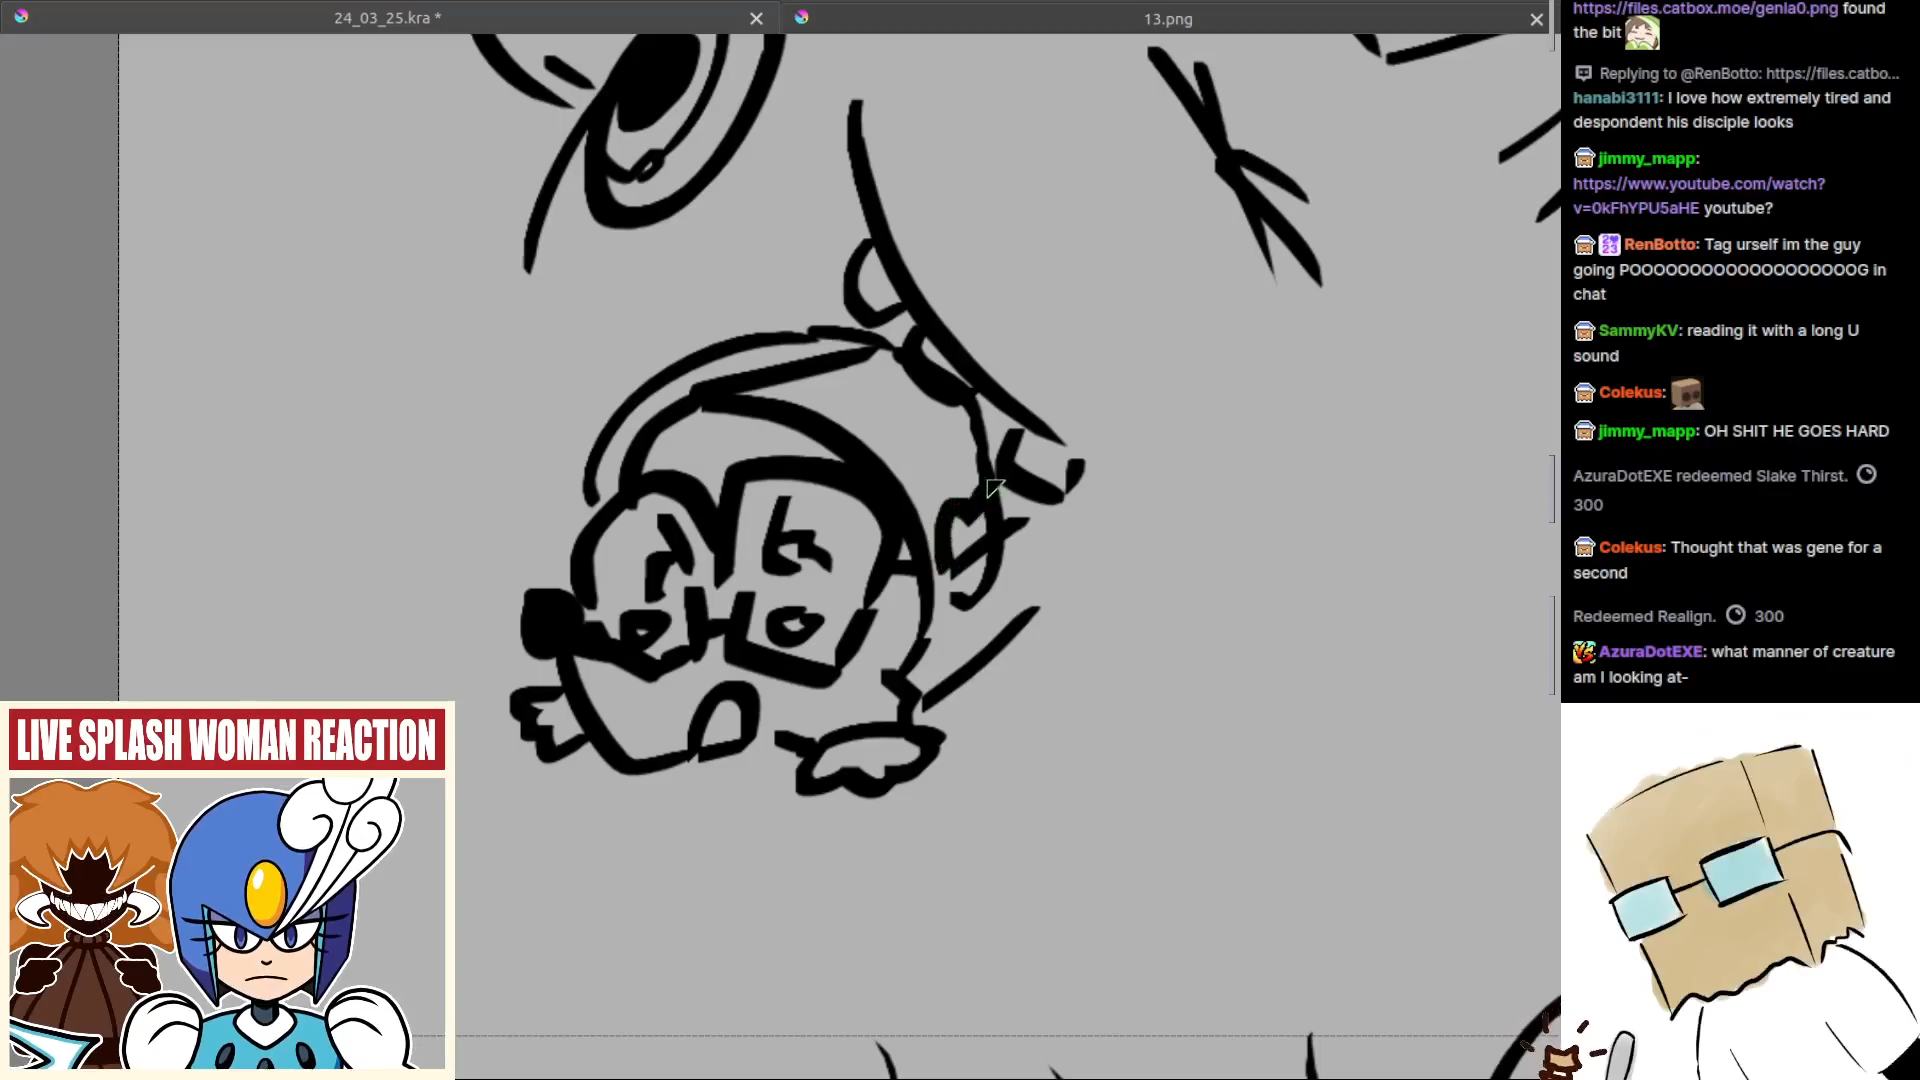 24_03_25.kra *
13.png
https://files.catbox.moe/genla0.png found
the bit
Replying to @RenBotto: https://files.catbo...
hanabi3111: I love how extremely tired and
despondent his disciple looks
jimmy_mapp:
https://www.youtube.com/watch?
v=0kFhYPU5aHE youtube?
RenBotto: Tag urself im the guy
going POOOOOOOOOOOOOOOOOOOG in
chat
SammyKV: reading it with a long U
sound
Colekus:
jimmy_mapp: OH SHIT HE GOES HARD
AzuraDotEXE redeemed Slake Thirst.
300
Colekus: Thought that was gene for a
second
Redeemed Realign. 300
AzuraDotEXE: what manner of creature
am I looking at-
LIVE SPLASH WOMAN REACTION